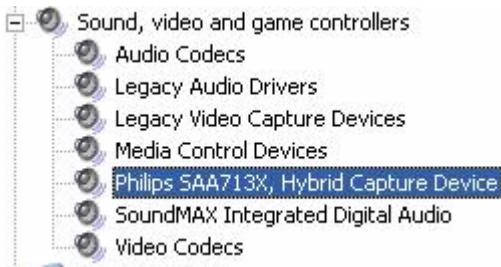 Sound, video and game controllers
Audio Codecs
Legacy Audio Drivers
Legacy Video Capture Devices
Media Control Devices
Philips SAA713X, Hybrid Capture Device
SoundMAX Integrated Digital Audio
Video Codecs